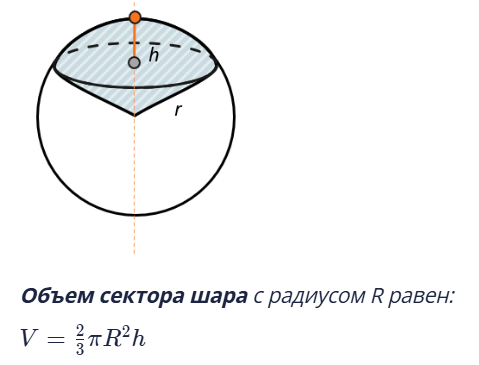 h
r
Объем сектора шара с радиусом R равен:
V = 2/3 πR²h